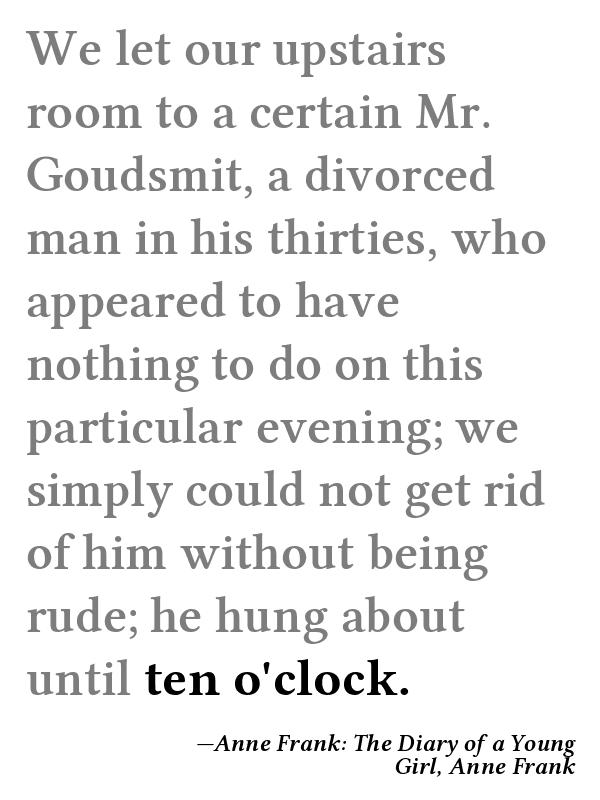 We let our upstairs
room to a certain Mr.
Goudsmit, a divorced
man in his thirties, who
appeared to have
nothing to do on this
particular evening; we
simply could not get rid
of him without being
rude; he hung about
until ten o'clock.
—Anne Frank: The Diary of a Young
Girl, Anne Frank